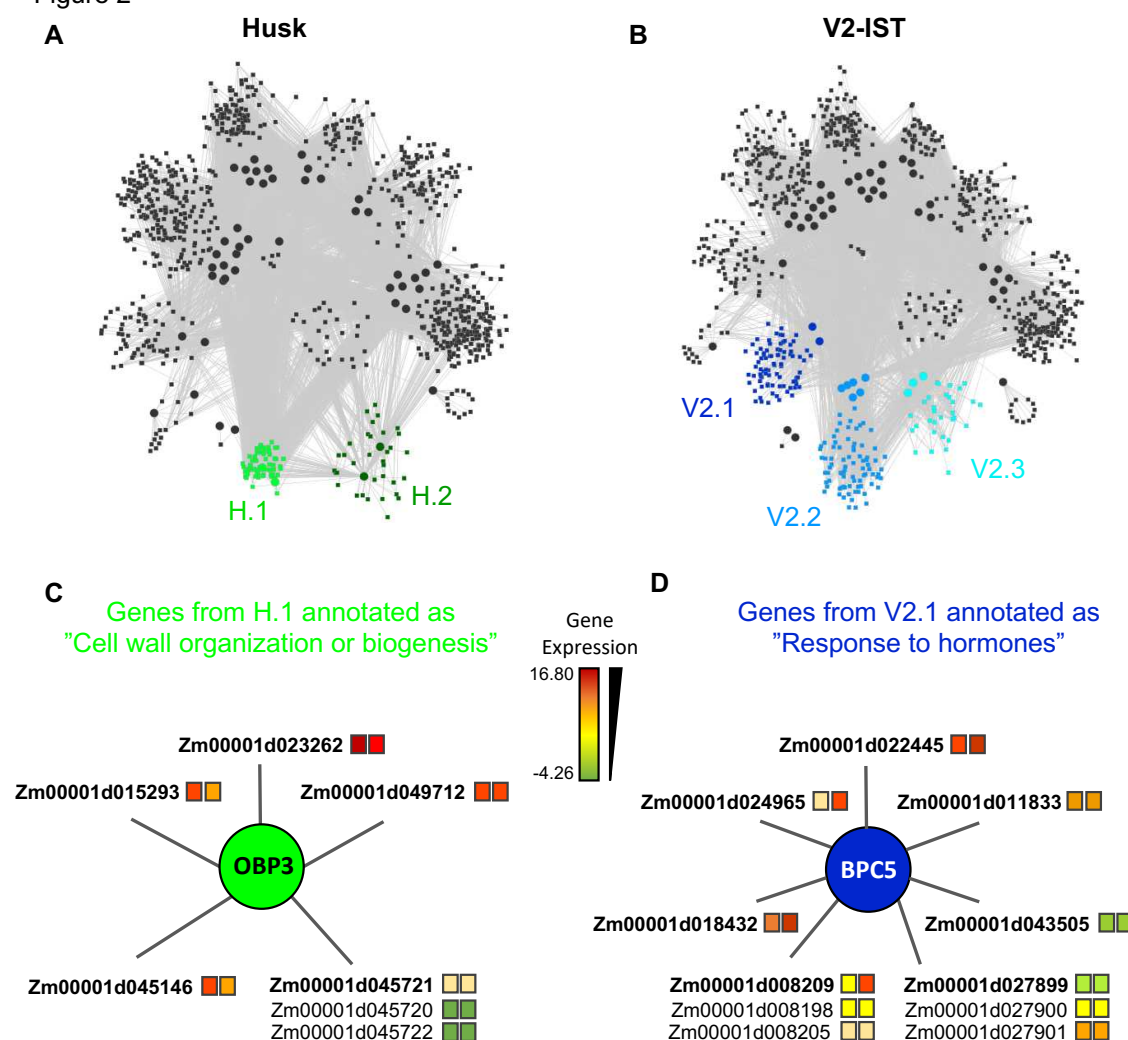 Figure 2
A
Husk
B
V2-IST
V2.1
H.1
H.2
V2.2
V2.3
C
Genes from H.1 annotated as
”Cell wall organization or biogenesis”
Gene
Expression
16.80
-4.26
D
Genes from V2.1 annotated as
”Response to hormones”
Zm00001d023262
Zm00001d015293
Zm00001d049712
OBP3
Zm00001d045146
Zm00001d045721
Zm00001d045720
Zm00001d045722
Zm00001d022445
Zm00001d024965
Zm00001d011833
BPC5
Zm00001d018432
Zm00001d043505
Zm00001d008209
Zm00001d008198
Zm00001d008205
Zm00001d027899
Zm00001d027900
Zm00001d027901